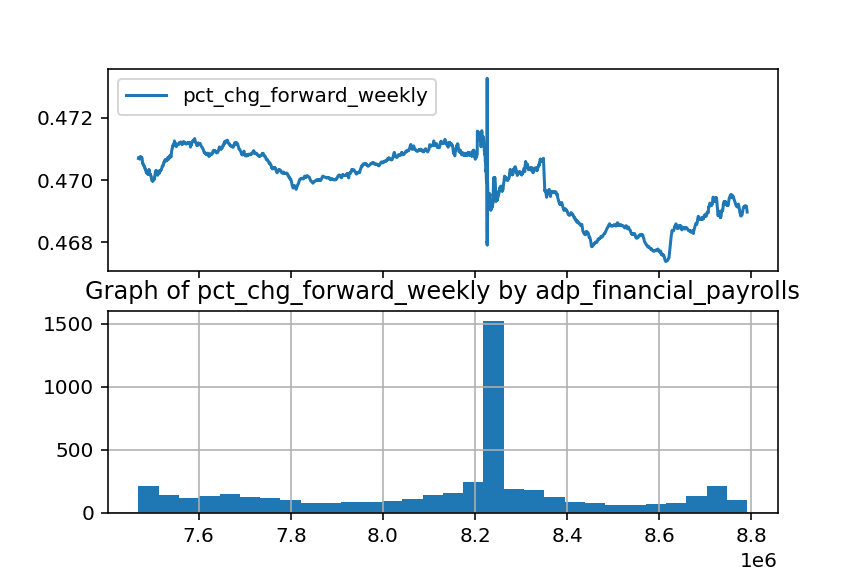 pct_chg_forward_weekly
0.472
0.470
0.468
Graph of pct_chg_forward_weekly by adp_financial_payrolls
1500
1000
500
0
7.6 7.8 8.0 8.2 8.4 8.6 8.8
1e6